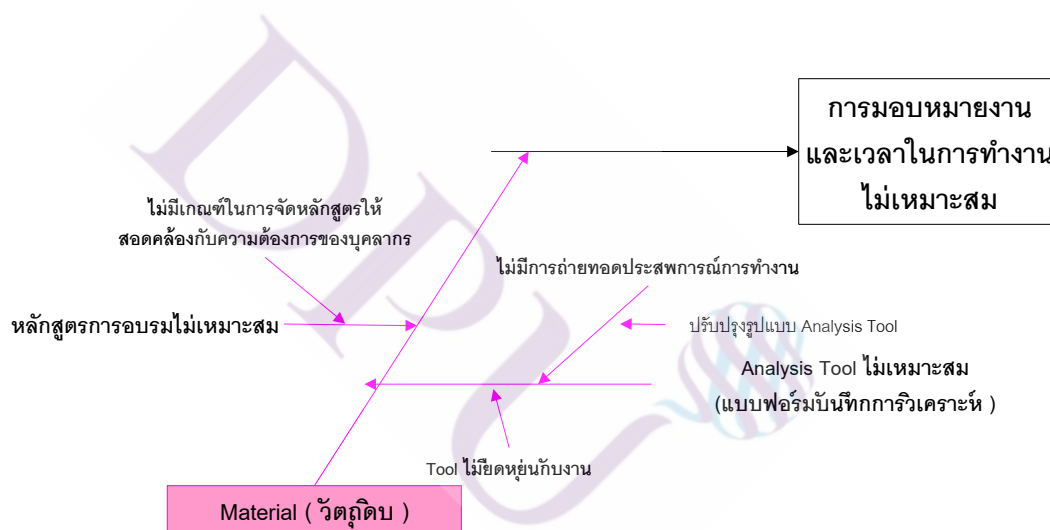 การมอบหมายงาน
และเวลาในการทำงาน
ไม่เหมาะสม
ไม่มีเกณฑ์ในการจัดหลักสูตรให้
สอดคล้องกับความต้องการของบุคลากร
ไม่มีการถ่ายทอดประสพการณ์การทำงาน
หลักสูตรการอบรมไม่เหมาะสม
ปรับปรุงรูปแบบ Analysis Tool
Analysis Tool ไม่เหมาะสม
(แบบฟอร์มบันทึกการวิเคราะห์ )
Tool ไม่ยืดหยุ่นกับงาน
Material ( วัตถุดิบ )
DPU